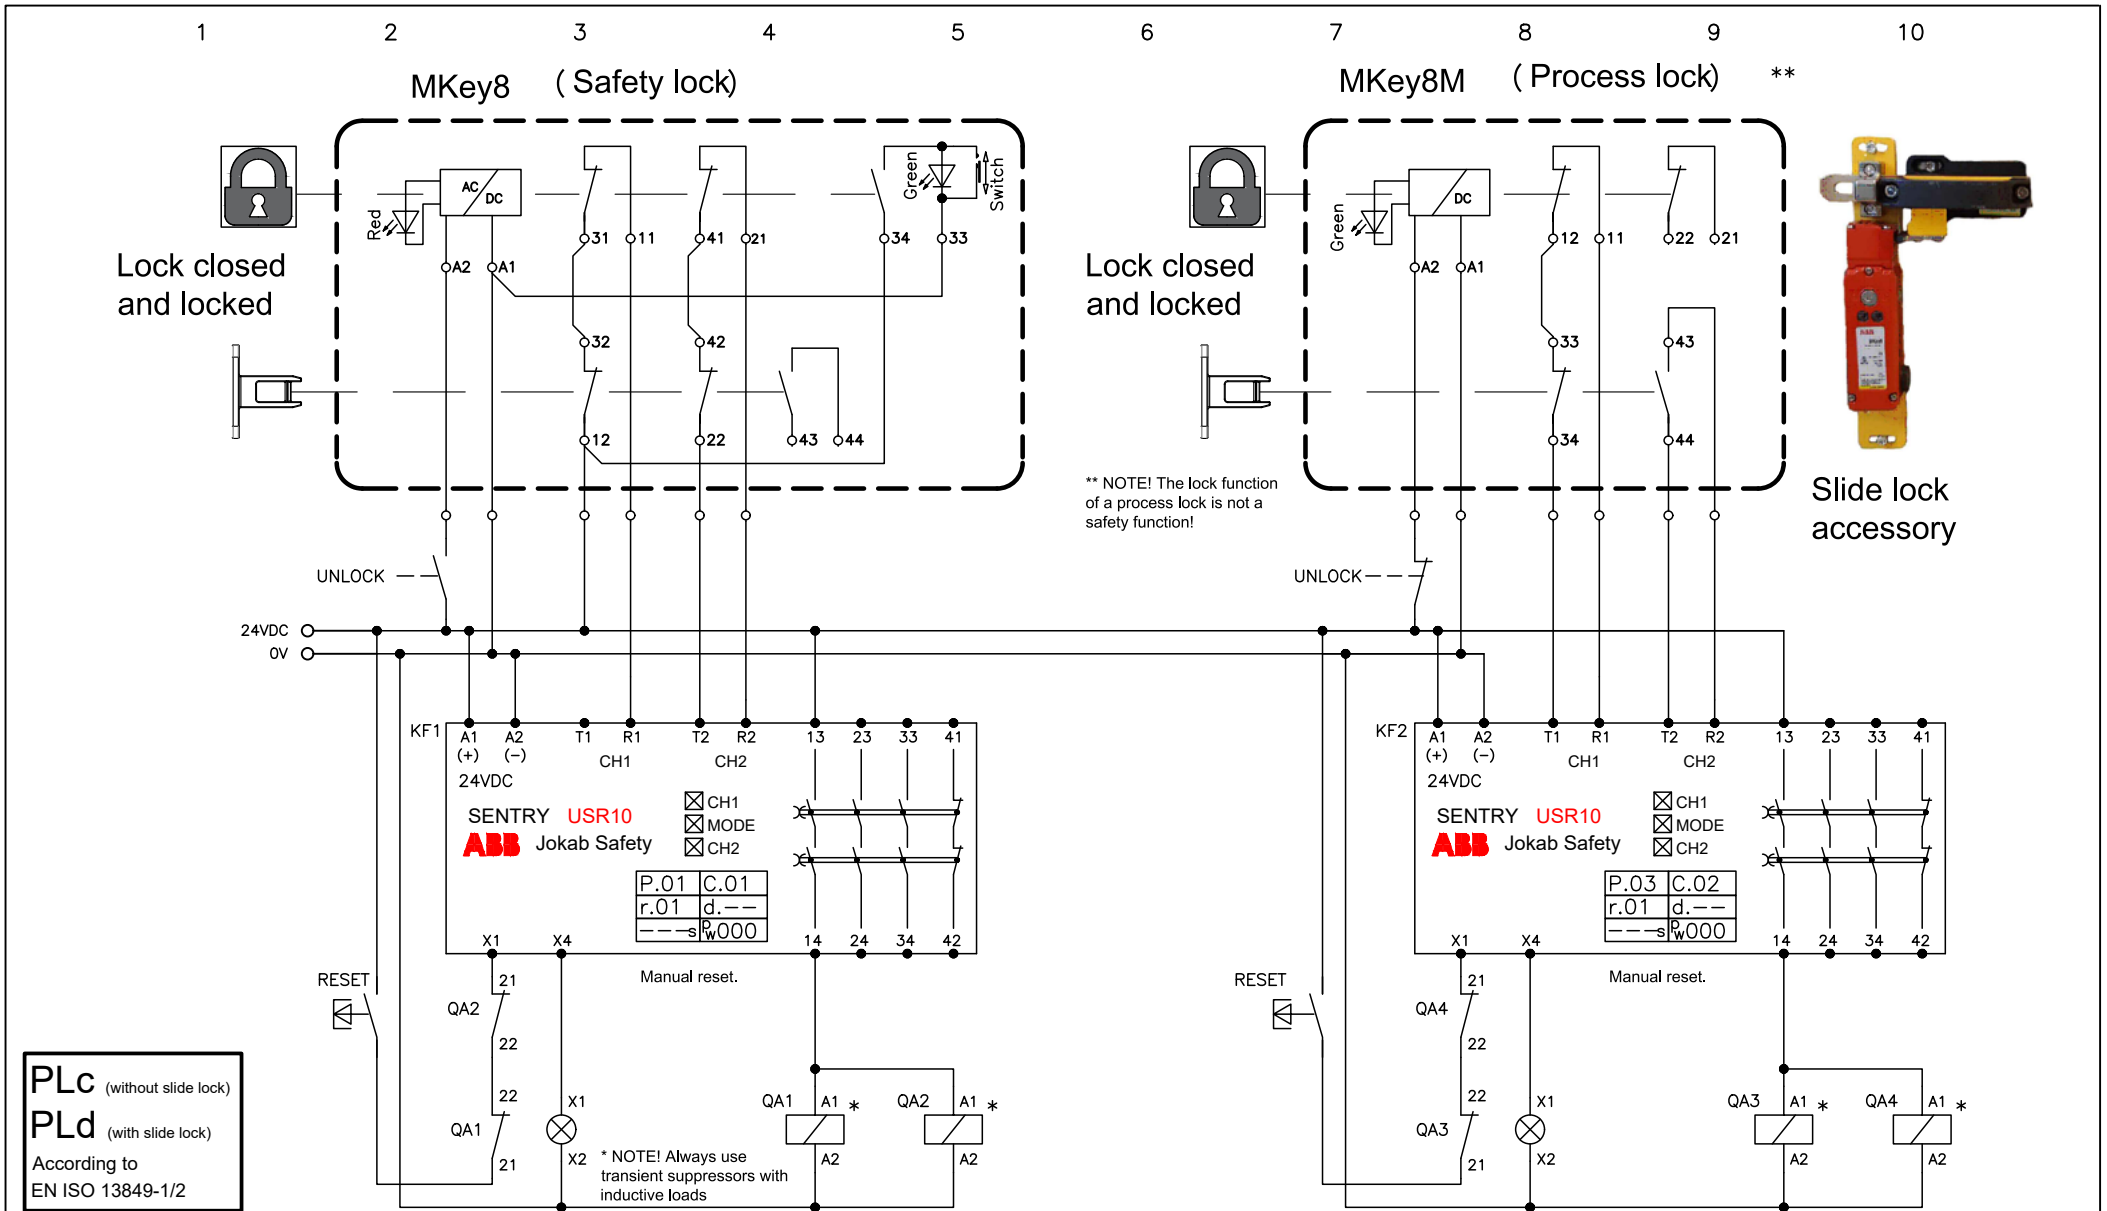 1 2 3 4 5 6 7 8 9 10
MKey8 ( Safety lock)
MKey8M ( Process lock) **
Lock closed
and locked
Red
AC
DC
Green
Switch
31 11 41 21 34 33
A2 A1
32 42
12 22 43 44
Lock closed
and locked
Green
DC
12 11 22 21
A2 A1
33 43
34 44
** NOTE! The lock function
of a process lock is not a
safety function!
ABB
Slide lock
accessory
UNLOCK
UNLOCK
24VDC
0V
KF1
A1 A2 T1 R1 T2 R2 13 23 33 41
(+) (-) CH1 CH2
24VDC
SENTRY USR10
ABB Jokab Safety
CH1
MODE
CH2
P.01 C.01
r.01 d.--
---s Pw000
X1 X4 14 24 34 42
Manual reset.
RESET
21
QA2
22
22
QA1
21
X1
X2
* NOTE! Always use
transient suppressors with
inductive loads
QA1 A1 *
A2
QA2 A1 *
A2
KF2
A1 A2 T1 R1 T2 R2 13 23 33 41
(+) (-) CH1 CH2
24VDC
SENTRY USR10
ABB Jokab Safety
CH1
MODE
CH2
P.03 C.02
r.01 d.--
---s Pw000
X1 X4 14 24 34 42
Manual reset.
RESET
21
QA4
22
22
QA3
21
X1
X2
QA3 A1 *
A2
QA4 A1 *
A2
PLc (without slide lock)
PLd (with slide lock)
According to
EN ISO 13849-1/2